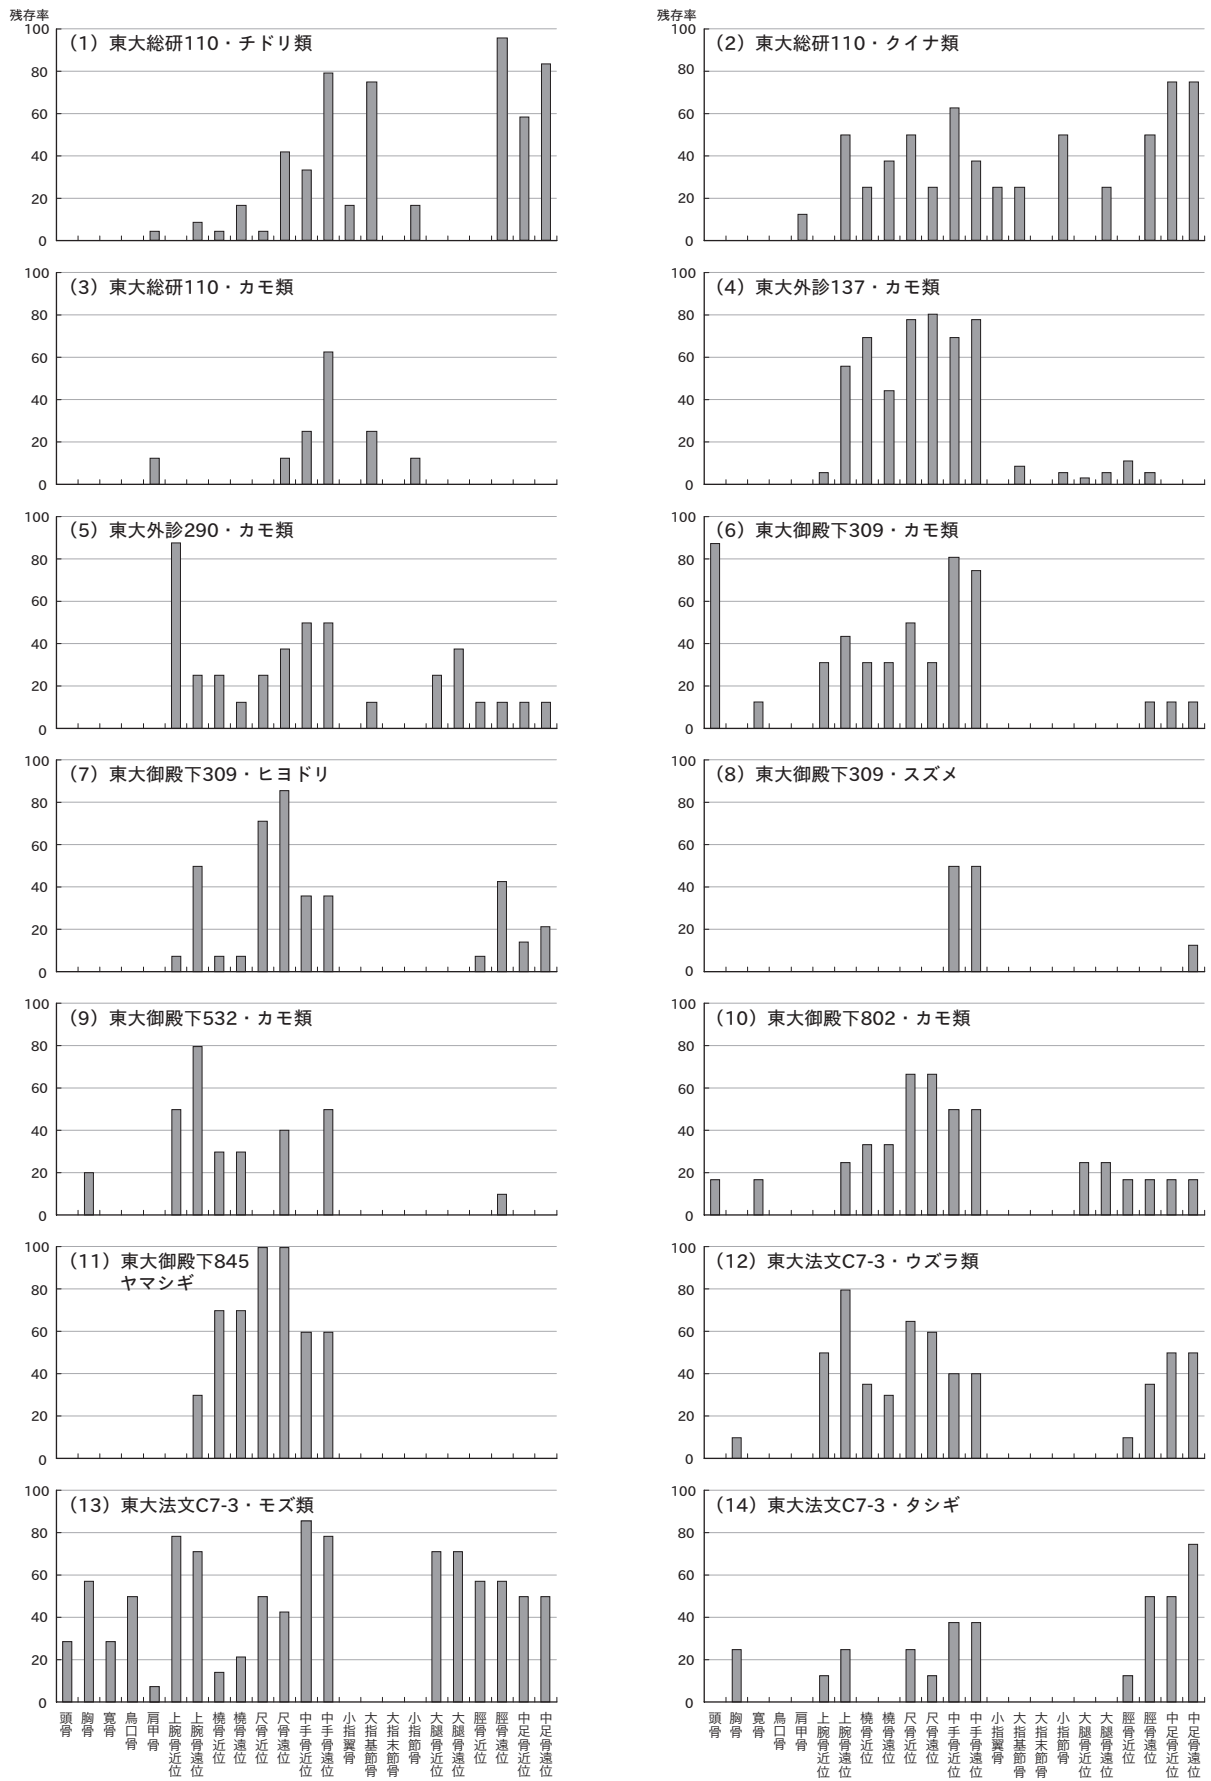 残存率
(1) 東大総研110・チドリ類
100
80
60
40
20
0
残存率
(2) 東大総研110・クイナ類
100
80
60
40
20
0
(3) 東大総研110・カモ類
100
80
60
40
20
0
(4) 東大外診137・カモ類
100
80
60
40
20
0
(5) 東大外診290・カモ類
100
80
60
40
20
0
(6) 東大御殿下309・カモ類
100
80
60
40
20
0
(7) 東大御殿下309・ヒヨドリ
100
80
60
40
20
0
(8) 東大御殿下309・スズメ
100
80
60
40
20
0
(9) 東大御殿下532・カモ類
100
80
60
40
20
0
(10) 東大御殿下802・カモ類
100
80
60
40
20
0
(11) 東大御殿下845
ヤマシギ
100
80
60
40
20
0
(12) 東大法文C7-3・ウズラ類
100
80
60
40
20
0
(13) 東大法文C7-3・モズ類
100
80
60
40
20
0
頭骨
胸骨
寛骨
烏口骨
肩甲骨
上腕骨近位
上腕骨遠位
橈骨近位
橈骨遠位
尺骨近位
尺骨遠位
中手骨近位
中手骨遠位
小指翼骨
大指基節骨
大指末節骨
小指節骨
大腿骨近位
大腿骨遠位
脛骨近位
脛骨遠位
中足骨近位
中足骨遠位
(14) 東大法文C7-3・タシギ
100
80
60
40
20
0
頭骨
胸骨
寛骨
烏口骨
肩甲骨
上腕骨近位
上腕骨遠位
橈骨近位
橈骨遠位
尺骨近位
尺骨遠位
中手骨近位
中手骨遠位
小指翼骨
大指基節骨
大指末節骨
小指節骨
大腿骨近位
大腿骨遠位
脛骨近位
脛骨遠位
中足骨近位
中足骨遠位